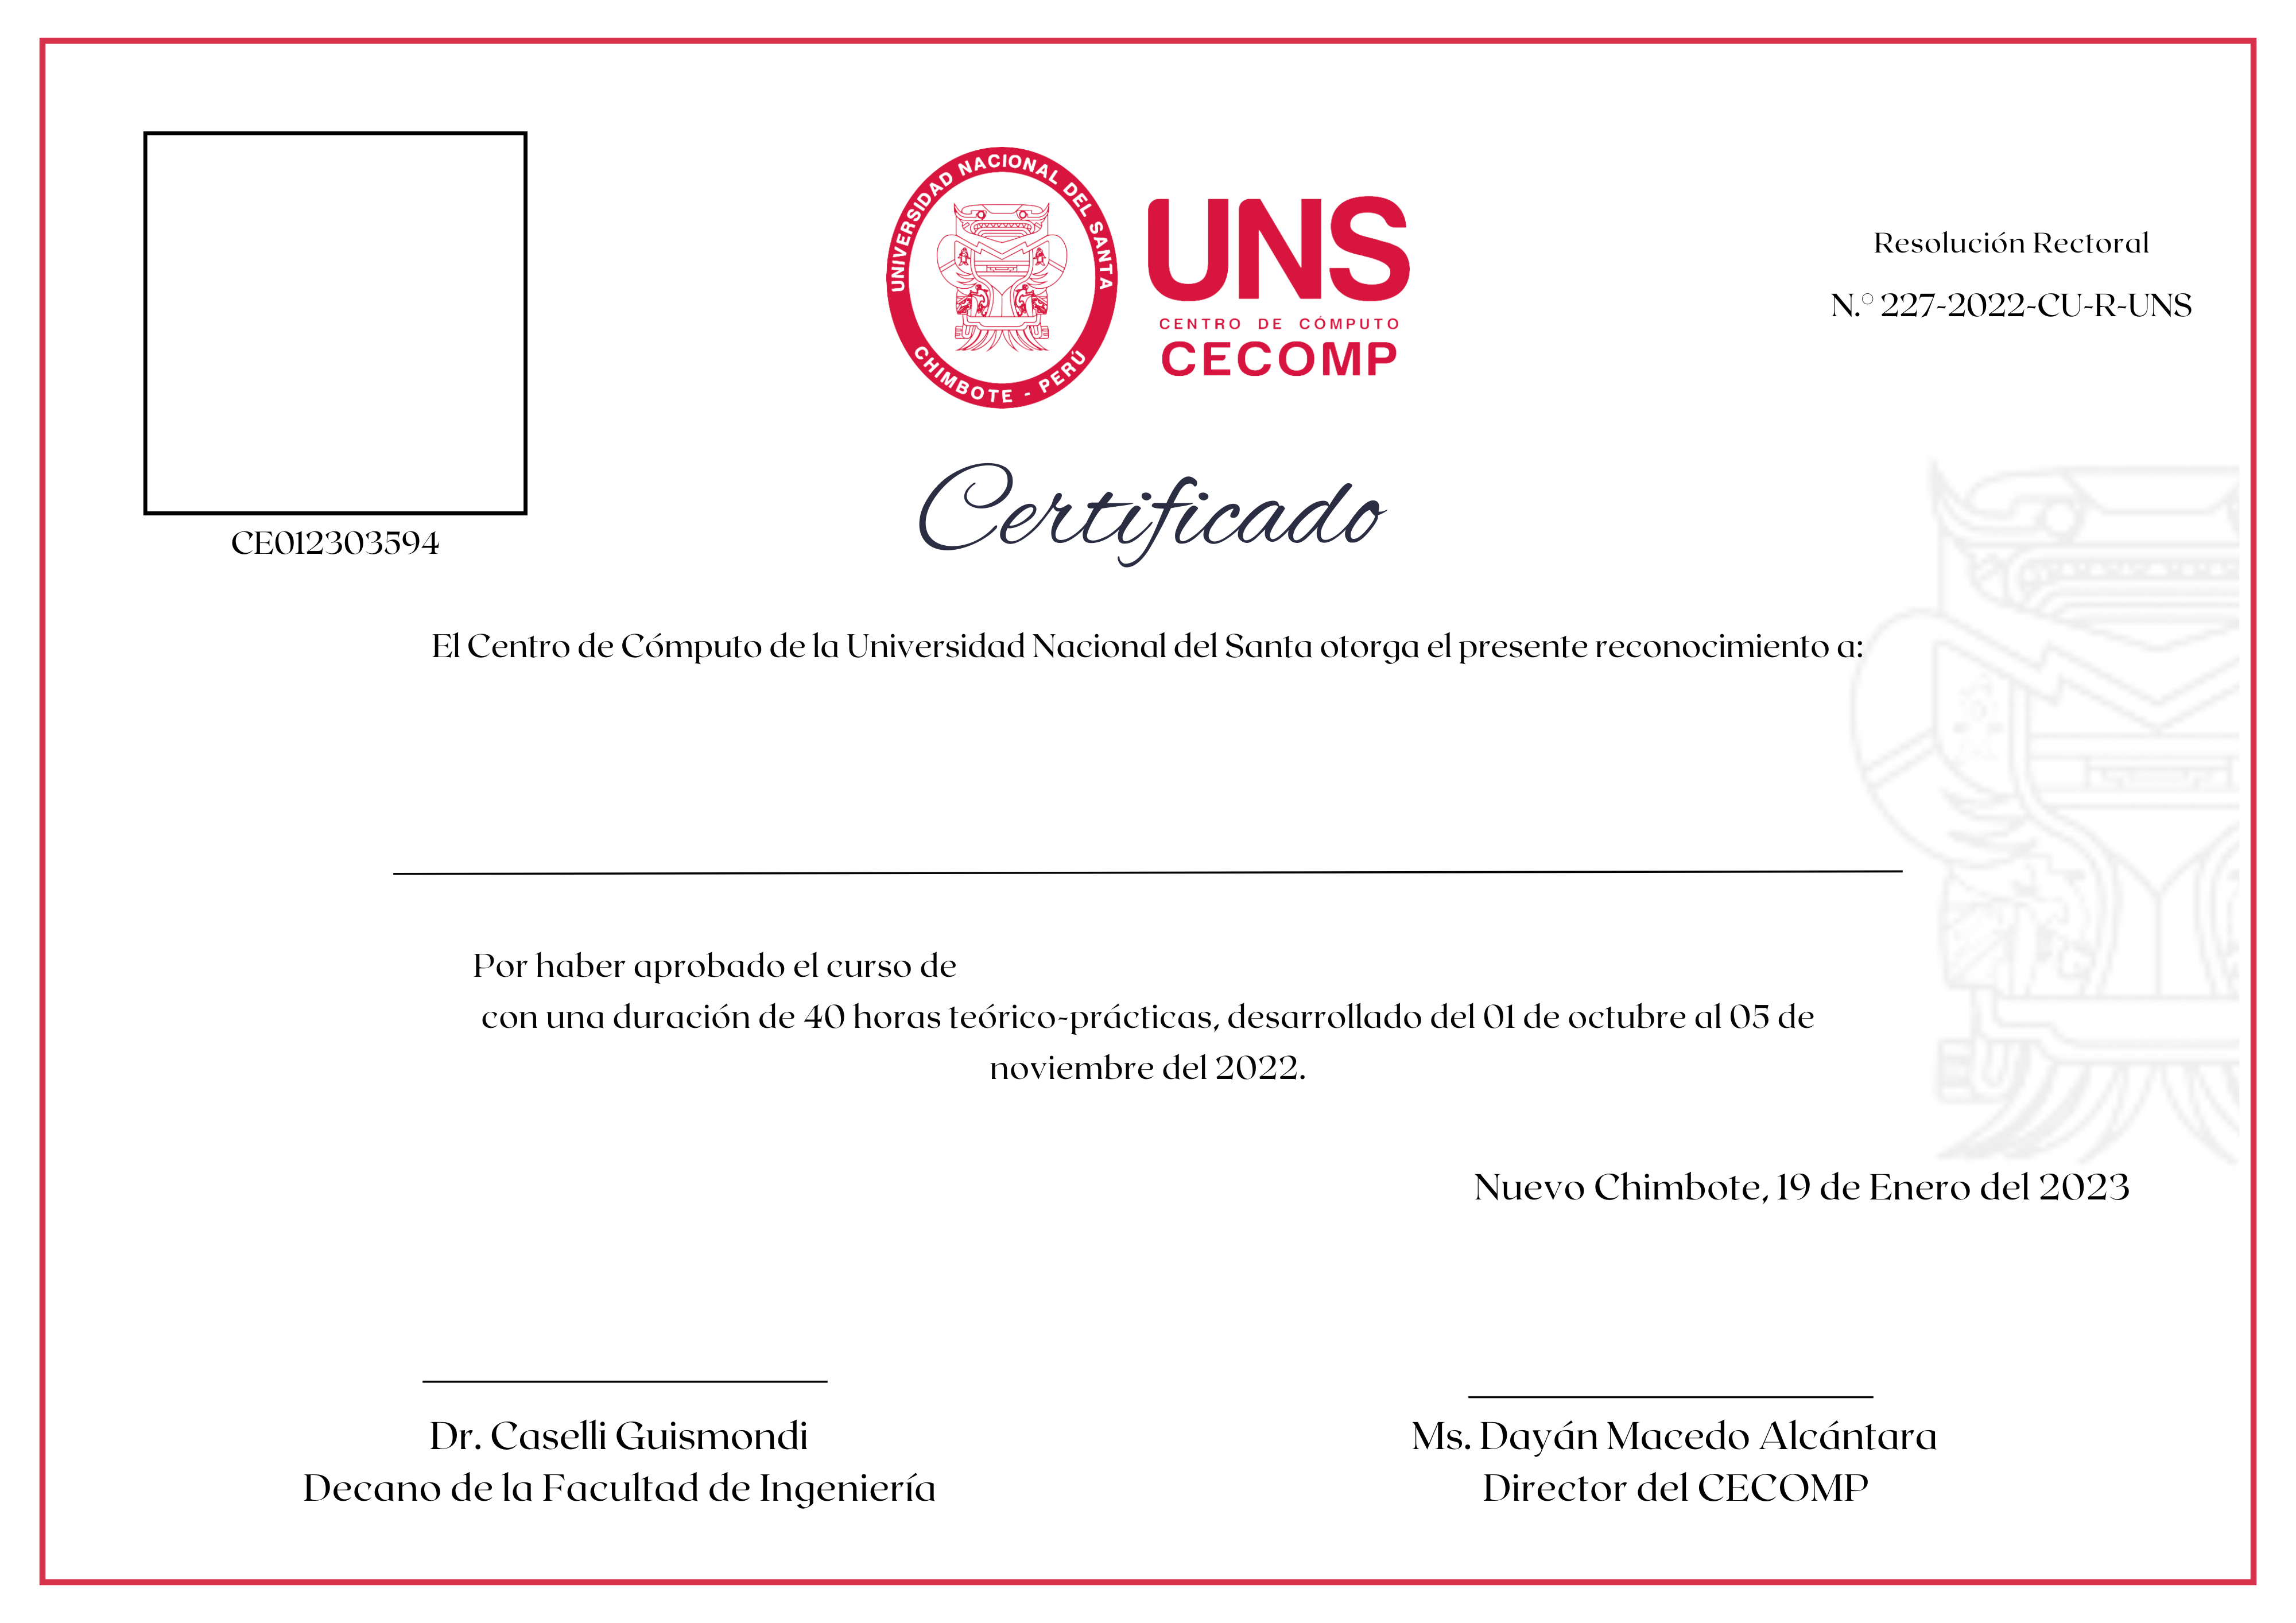 UNIVERSIDAD NACIONAL DEL SANTA
CHIMBOTE - PERÚ
UNS
CENTRO DE CÓMPUTO
CECOMP
Resolución Rectoral
N.° 227-2022-CU-R-UNS
CE012303594
Certificado
El Centro de Cómputo de la Universidad Nacional del Santa otorga el presente reconocimiento a:
Por haber aprobado el curso de
con una duración de 40 horas teórico-prácticas, desarrollado del 01 de octubre al 05 de
noviembre del 2022.
Nuevo Chimbote, 19 de Enero del 2023
Dr. Caselli Guismondi
Decano de la Facultad de Ingeniería
Ms. Dayán Macedo Alcántara
Director del CECOMP